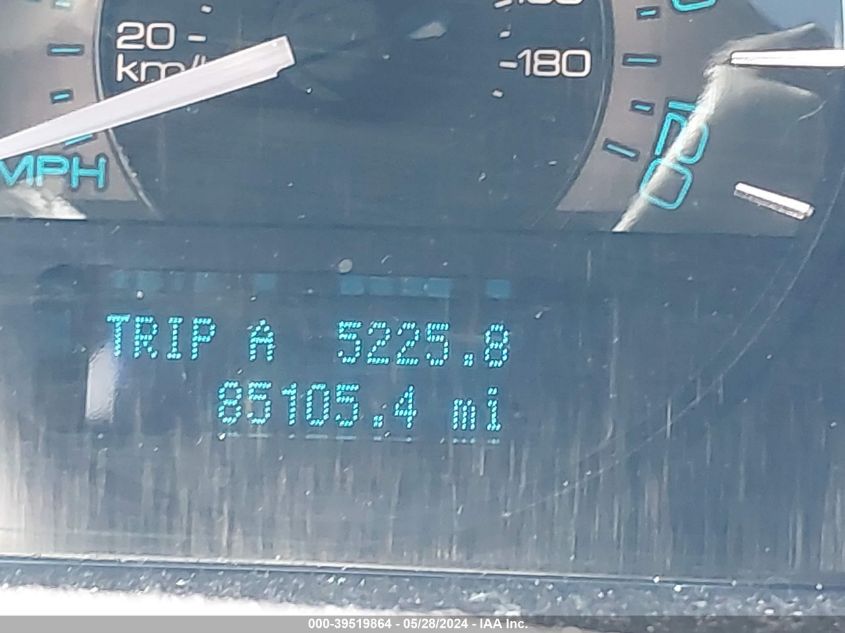 20
km/h
180
MPH
TRIP A 5225.8
85105.4 mi
000-39519864 - 05/28/2024 - IAA Inc.